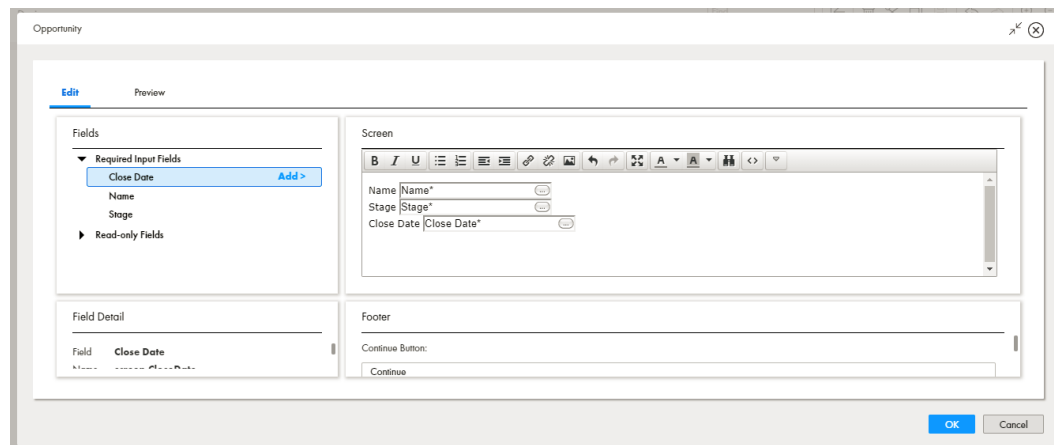 Opportunity
Edit Preview
Fields
Required Input Fields
Close Date Add >
Name
Stage
Read-only Fields
Screen
B I U A A <>
Name Name*
Stage Stage*
Close Date Close Date*
Field Detail
Field Close Date
Footer
Continue Button:
Continue
OK Cancel